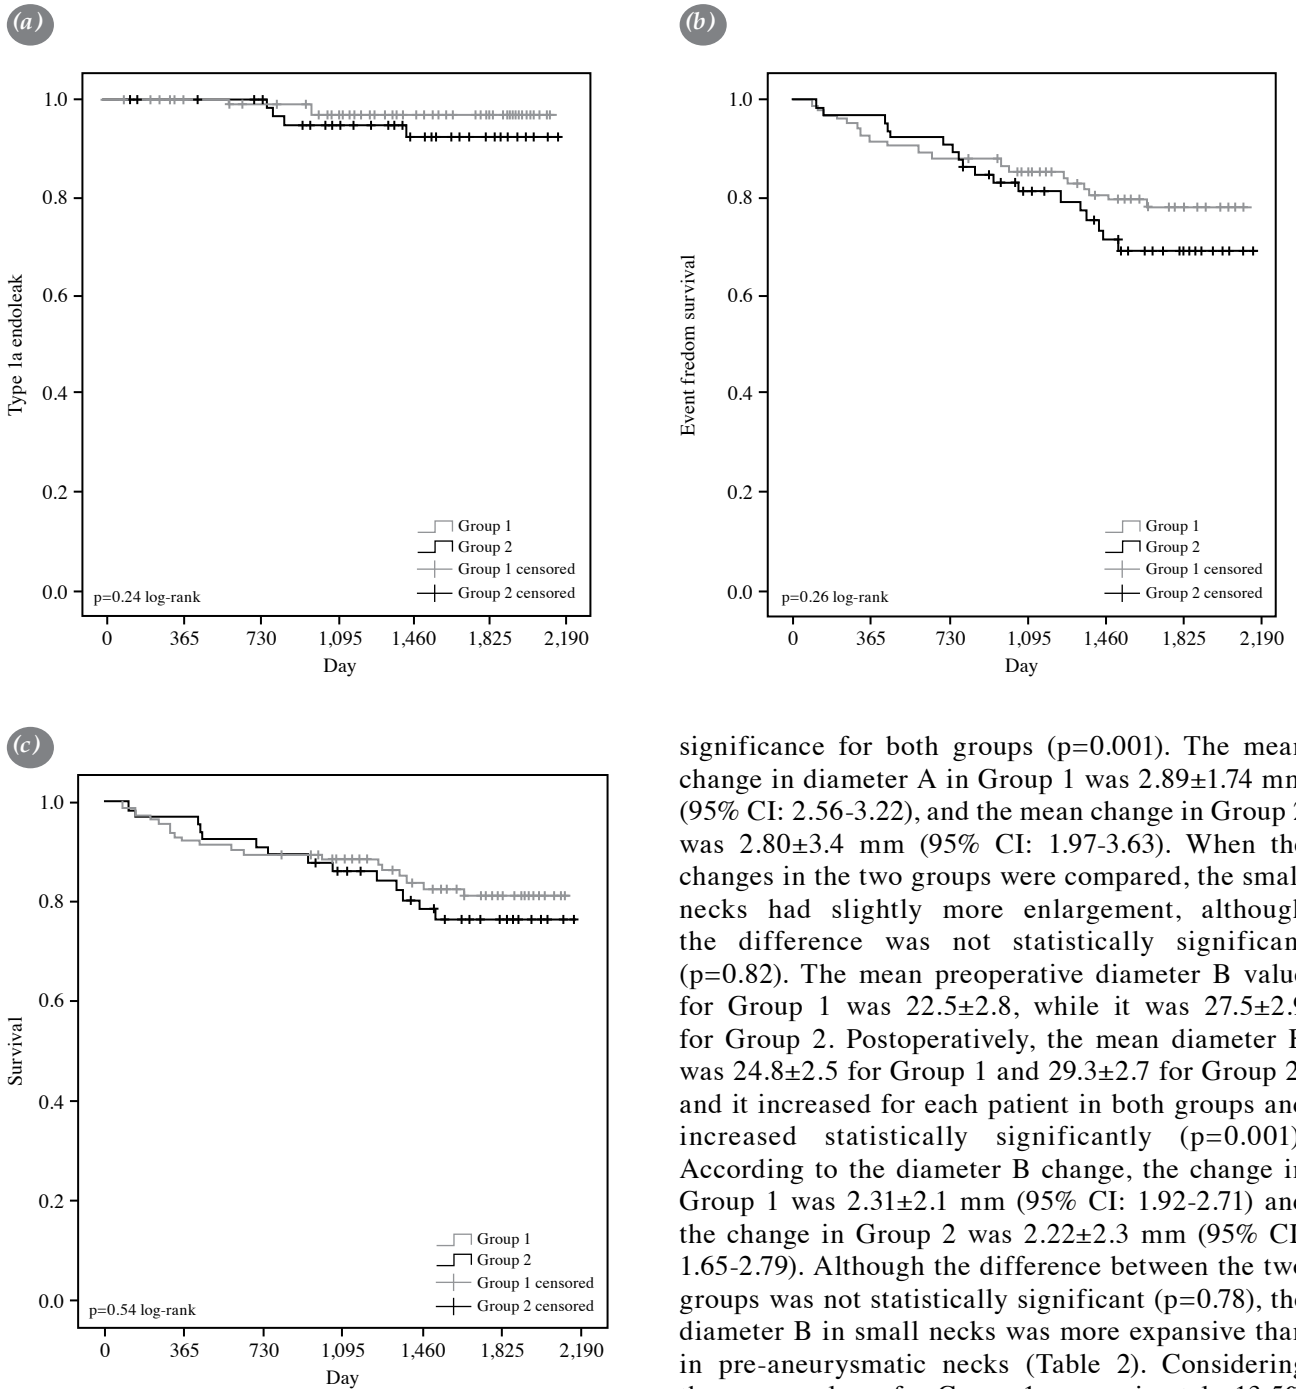 (a)
Type 1a endoleak
1.0
0.8
0.6
0.4
0.2
0.0
Group 1
Group 2
Group 1 censored
Group 2 censored
p=0.24 log-rank
0 365 730 1,095 1,460 1,825 2,190
Day
(b)
Event fredom survival
1.0
0.8
0.6
0.4
0.2
0.0
Group 1
Group 2
Group 1 censored
Group 2 censored
p=0.26 log-rank
0 365 730 1,095 1,460 1,825 2,190
Day
(c)
Survival
1.0
0.8
0.6
0.4
0.2
0.0
Group 1
Group 2
Group 1 censored
Group 2 censored
p=0.54 log-rank
0 365 730 1,095 1,460 1,825 2,190
Day
significance for both groups (p=0.001). The mean
change in diameter A in Group 1 was 2.89±1.74 mm
(95% CI: 2.56-3.22), and the mean change in Group 2
was 2.80±3.4 mm (95% CI: 1.97-3.63). When the
changes in the two groups were compared, the small
necks had slightly more enlargement, although
the difference was not statistically significant
(p=0.82). The mean preoperative diameter B value
for Group 1 was 22.5±2.8, while it was 27.5±2.9
for Group 2. Postoperatively, the mean diameter B
was 24.8±2.5 for Group 1 and 29.3±2.7 for Group 2
and it increased for each patient in both groups and
increased statistically significantly (p=0.001)
According to the diameter B change, the change in
Group 1 was 2.31±2.1 mm (95% CI: 1.92-2.71) and
the change in Group 2 was 2.22±2.3 mm (95% CI
1.65-2.79). Although the difference between the two
groups was not statistically significant (p=0.78), the
diameter B in small necks was more expansive than
in pre-aneurysmatic necks (Table 2). Considering